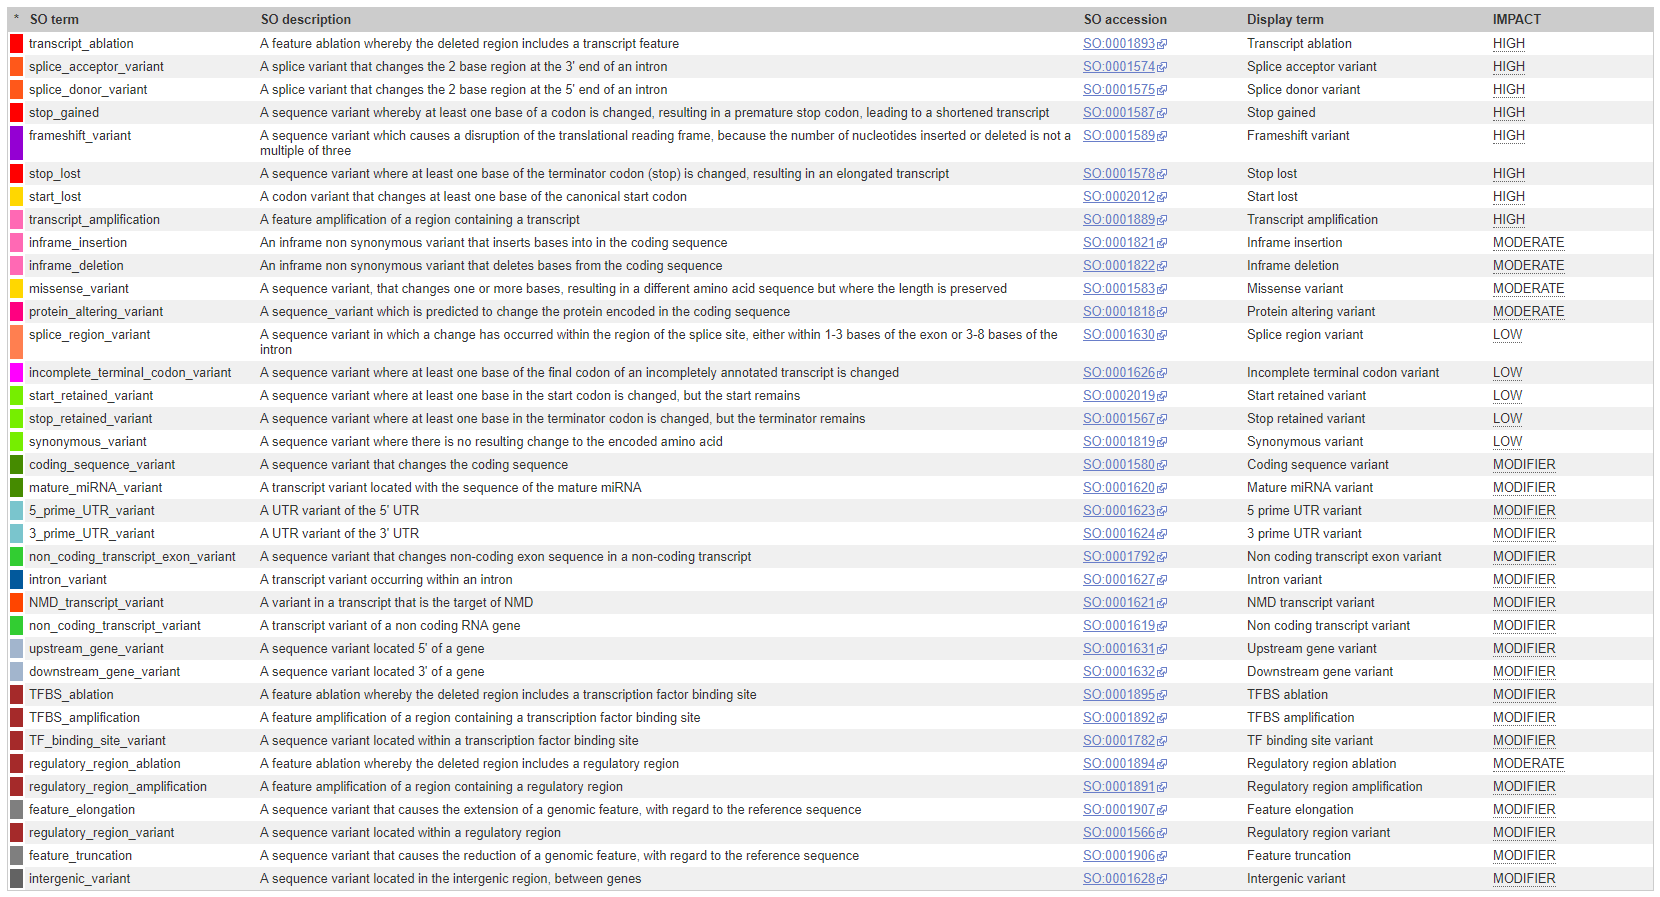 * SO term SO description SO accession Display term IMPACT
transcript_ablation A feature ablation whereby the deleted region includes a transcript feature SO:0001893 Transcript ablation HIGH
splice_acceptor_variant A splice variant that changes the 2 base region at the 3' end of an intron SO:0001574 Splice acceptor variant HIGH
splice_donor_variant A splice variant that changes the 2 base region at the 5' end of an intron SO:0001575 Splice donor variant HIGH
stop_gained A sequence variant whereby at least one base of a codon is changed, resulting in a premature stop codon, leading to a shortened transcript SO:0001587 Stop gained HIGH
frameshift_variant A sequence variant which causes a disruption of the translational reading frame, because the number of nucleotides inserted or deleted is not a SO:0001589 Frameshift variant HIGH
multiple of three
stop_lost A sequence variant where at least one base of the terminator codon (stop) is changed, resulting in an elongated transcript SO:0001578 Stop lost HIGH
start_lost A codon variant that changes at least one base of the canonical start codon SO:0002012 Start lost HIGH
transcript_amplification A feature amplification of a region containing a transcript SO:0001889 Transcript amplification HIGH
inframe_insertion An inframe non synonymous variant that inserts bases into in the coding sequence SO:0001821 Inframe insertion MODERATE
inframe_deletion An inframe non synonymous variant that deletes bases from the coding sequence SO:0001822 Inframe deletion MODERATE
missense_variant A sequence variant, that changes one or more bases, resulting in a different amino acid sequence but where the length is preserved SO:0001583 Missense variant MODERATE
protein_altering_variant A sequence_variant which is predicted to change the protein encoded in the coding sequence SO:0001818 Protein altering variant MODERATE
splice_region_variant A sequence variant in which a change has occurred within the region of the splice site, either within 1-3 bases of the exon or 3-8 bases of the SO:0001630 Splice region variant LOW
intron
incomplete_terminal_codon_variant A sequence variant where at least one base of the final codon of an incompletely annotated transcript is changed SO:0001626 Incomplete terminal codon variant LOW
start_retained_variant A sequence variant where at least one base in the start codon is changed, but the start remains SO:0002019 Start retained variant LOW
stop_retained_variant A sequence variant where at least one base in the terminator codon is changed, but the terminator remains SO:0001567 Stop retained variant LOW
synonymous_variant A sequence variant where there is no resulting change to the encoded amino acid SO:0001819 Synonymous variant LOW
coding_sequence_variant A sequence variant that changes the coding sequence SO:0001580 Coding sequence variant MODIFIER
mature_miRNA_variant A transcript variant located with the sequence of the mature miRNA SO:0001620 Mature miRNA variant MODIFIER
5_prime_UTR_variant A UTR variant of the 5' UTR SO:0001623 5 prime UTR variant MODIFIER
3_prime_UTR_variant A UTR variant of the 3' UTR SO:0001624 3 prime UTR variant MODIFIER
non_coding_transcript_exon_variant A sequence variant that changes non-coding exon sequence in a non-coding transcript SO:0001792 Non coding transcript exon variant MODIFIER
intron_variant A transcript variant occurring within an intron SO:0001627 Intron variant MODIFIER
NMD_transcript_variant A variant in a transcript that is the target of NMD SO:0001621 NMD transcript variant MODIFIER
non_coding_transcript_variant A transcript variant of a non coding RNA gene SO:0001619 Non coding transcript variant MODIFIER
upstream_gene_variant A sequence variant located 5' of a gene SO:0001631 Upstream gene variant MODIFIER
downstream_gene_variant A sequence variant located 3' of a gene SO:0001632 Downstream gene variant MODIFIER
TFBS_ablation A feature ablation whereby the deleted region includes a transcription factor binding site SO:0001895 TFBS ablation MODIFIER
TFBS_amplification A feature amplification of a region containing a transcription factor binding site SO:0001892 TFBS amplification MODIFIER
TF_binding_site_variant A sequence variant located within a transcription factor binding site SO:0001782 TF binding site variant MODIFIER
regulatory_region_ablation A feature ablation whereby the deleted region includes a regulatory region SO:0001894 Regulatory region ablation MODERATE
regulatory_region_amplification A feature amplification of a region containing a regulatory region SO:0001891 Regulatory region amplification MODIFIER
feature_elongation A sequence variant that causes the extension of a genomic feature, with regard to the reference sequence SO:0001907 Feature elongation MODIFIER
regulatory_region_variant A sequence variant located within a regulatory region SO:0001566 Regulatory region variant MODIFIER
feature_truncation A sequence variant that causes the reduction of a genomic feature, with regard to the reference sequence SO:0001906 Feature truncation MODIFIER
intergenic_variant A sequence variant located in the intergenic region, between genes SO:0001628 Intergenic variant MODIFIER